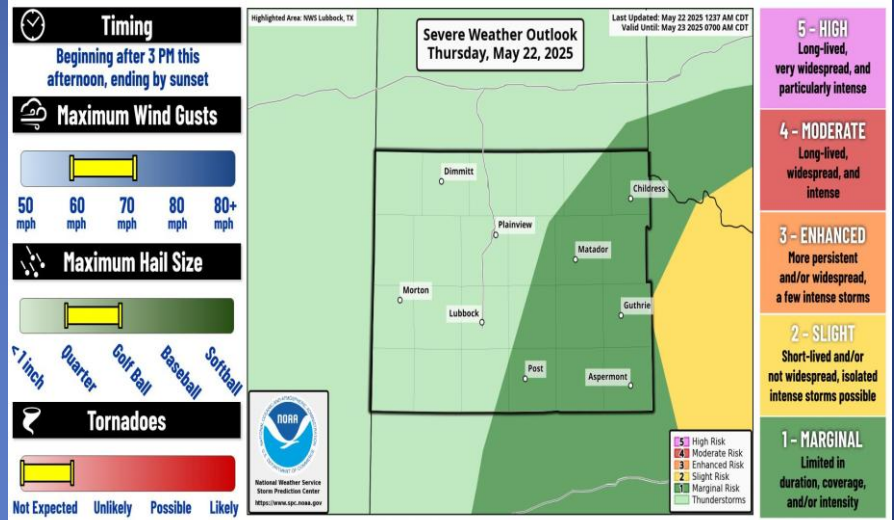 Timing
Beginning after 3 PM this
afternoon, ending by sunset
Maximum Wind Gusts
50 mph
60 mph
70 mph
80 mph
80+ mph
Maximum Hail Size
< 1 inch
Quarter
Golf Ball
Baseball
Softball
Tornadoes
Not Expected
Unlikely
Possible
Likely
Highlighted Area: NWS Lubbock, TX
Severe Weather Outlook
Thursday, May 22, 2025
Last Updated: May 22 2025 1237 AM CDT
Valid Until: May 23 2025 0700 AM CDT
Dimmitt
Childress
Plainview
Matador
Morton
Lubbock
Guthrie
Post
Aspermont
NOAA
National Weather Service
Storm Prediction Center
https://www.spc.noaa.gov
5 High Risk
4 Moderate Risk
3 Enhanced Risk
2 Slight Risk
1 Marginal Risk
Thunderstorms
5 - HIGH
Long-lived,
very widespread, and
particularly intense
4 - MODERATE
Long-lived,
widespread, and
intense
3 - ENHANCED
More persistent
and/or widespread,
a few intense storms
2 - SLIGHT
Short-lived and/or
not widespread, isolated
intense storms possible
1 - MARGINAL
Limited in
duration, coverage,
and/or intensity